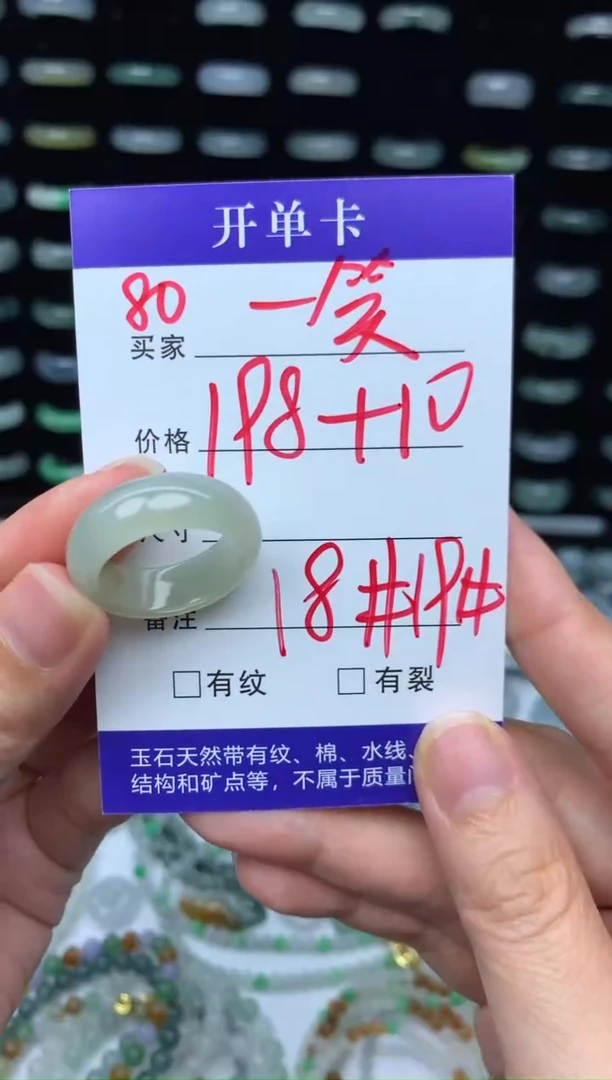 开单卡
80 一笑
买家
价格 198+10
尺寸
备注 18#19#
□有纹 □有裂
玉石天然带有纹、棉、水线、
结构和矿点等，不属于质量